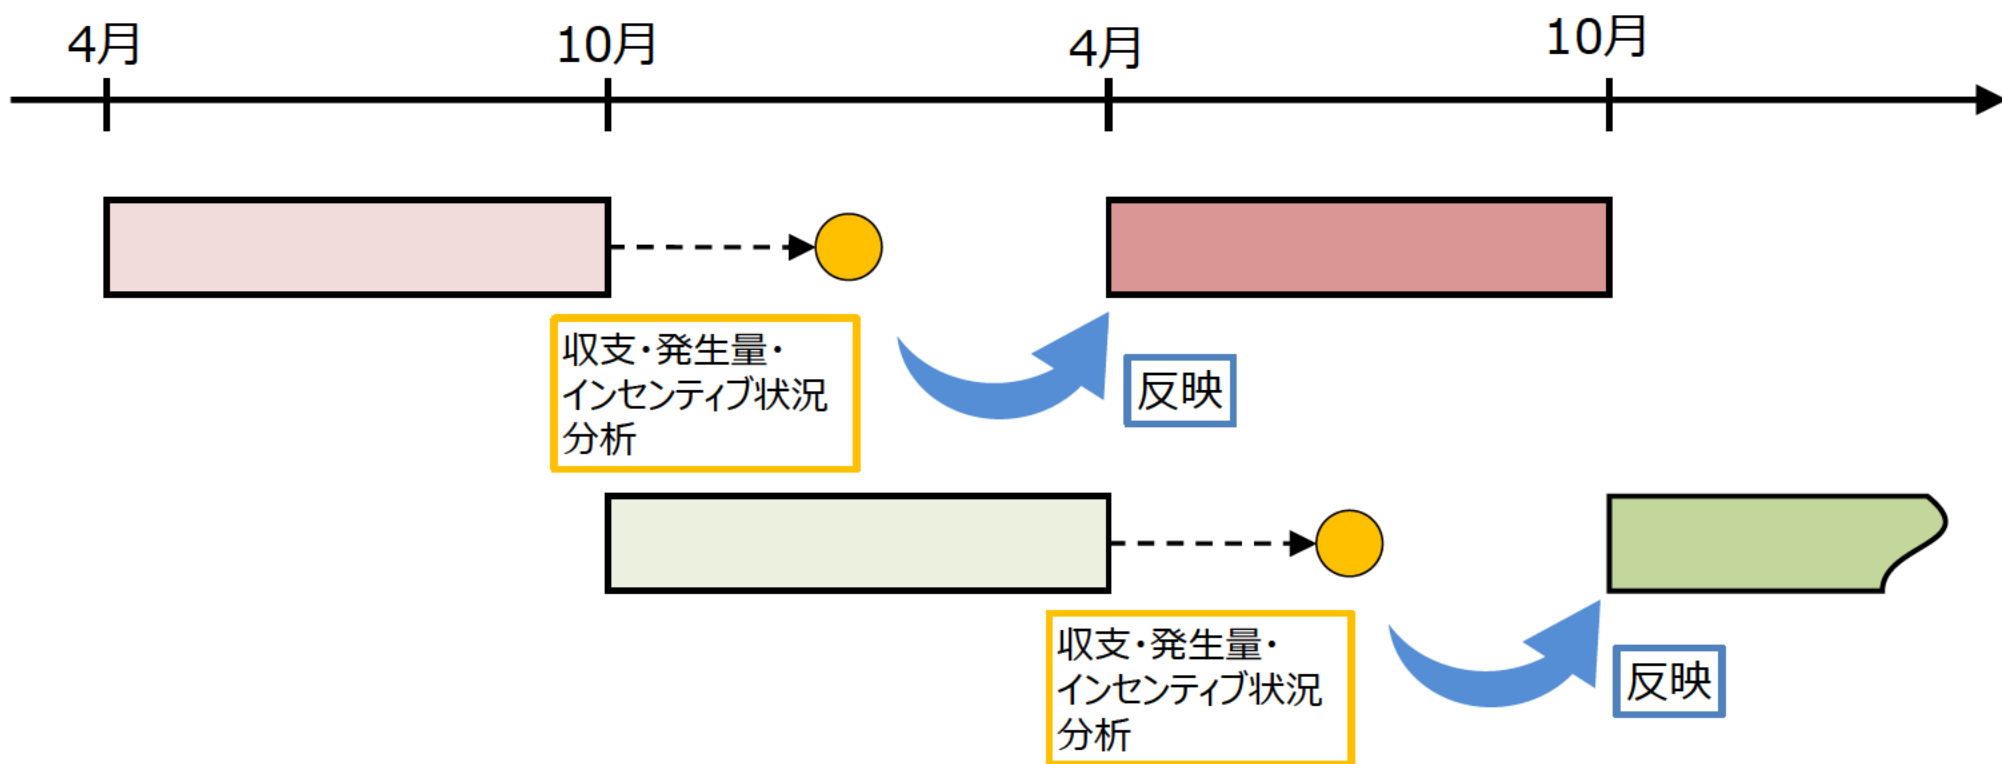 4月
10月
4月
10月
収支・発生量・
インセンティブ状況
分析
反映
収支・発生量・
インセンティブ状況
分析
反映